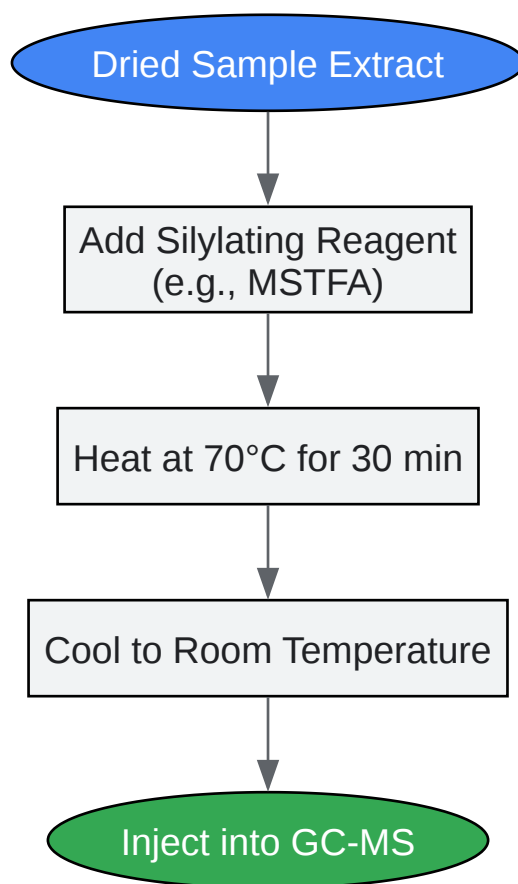 Dried Sample Extract
Add Silylating Reagent
(e.g., MSTFA)
Heat at 70°C for 30 min
Cool to Room Temperature
Inject into GC-MS